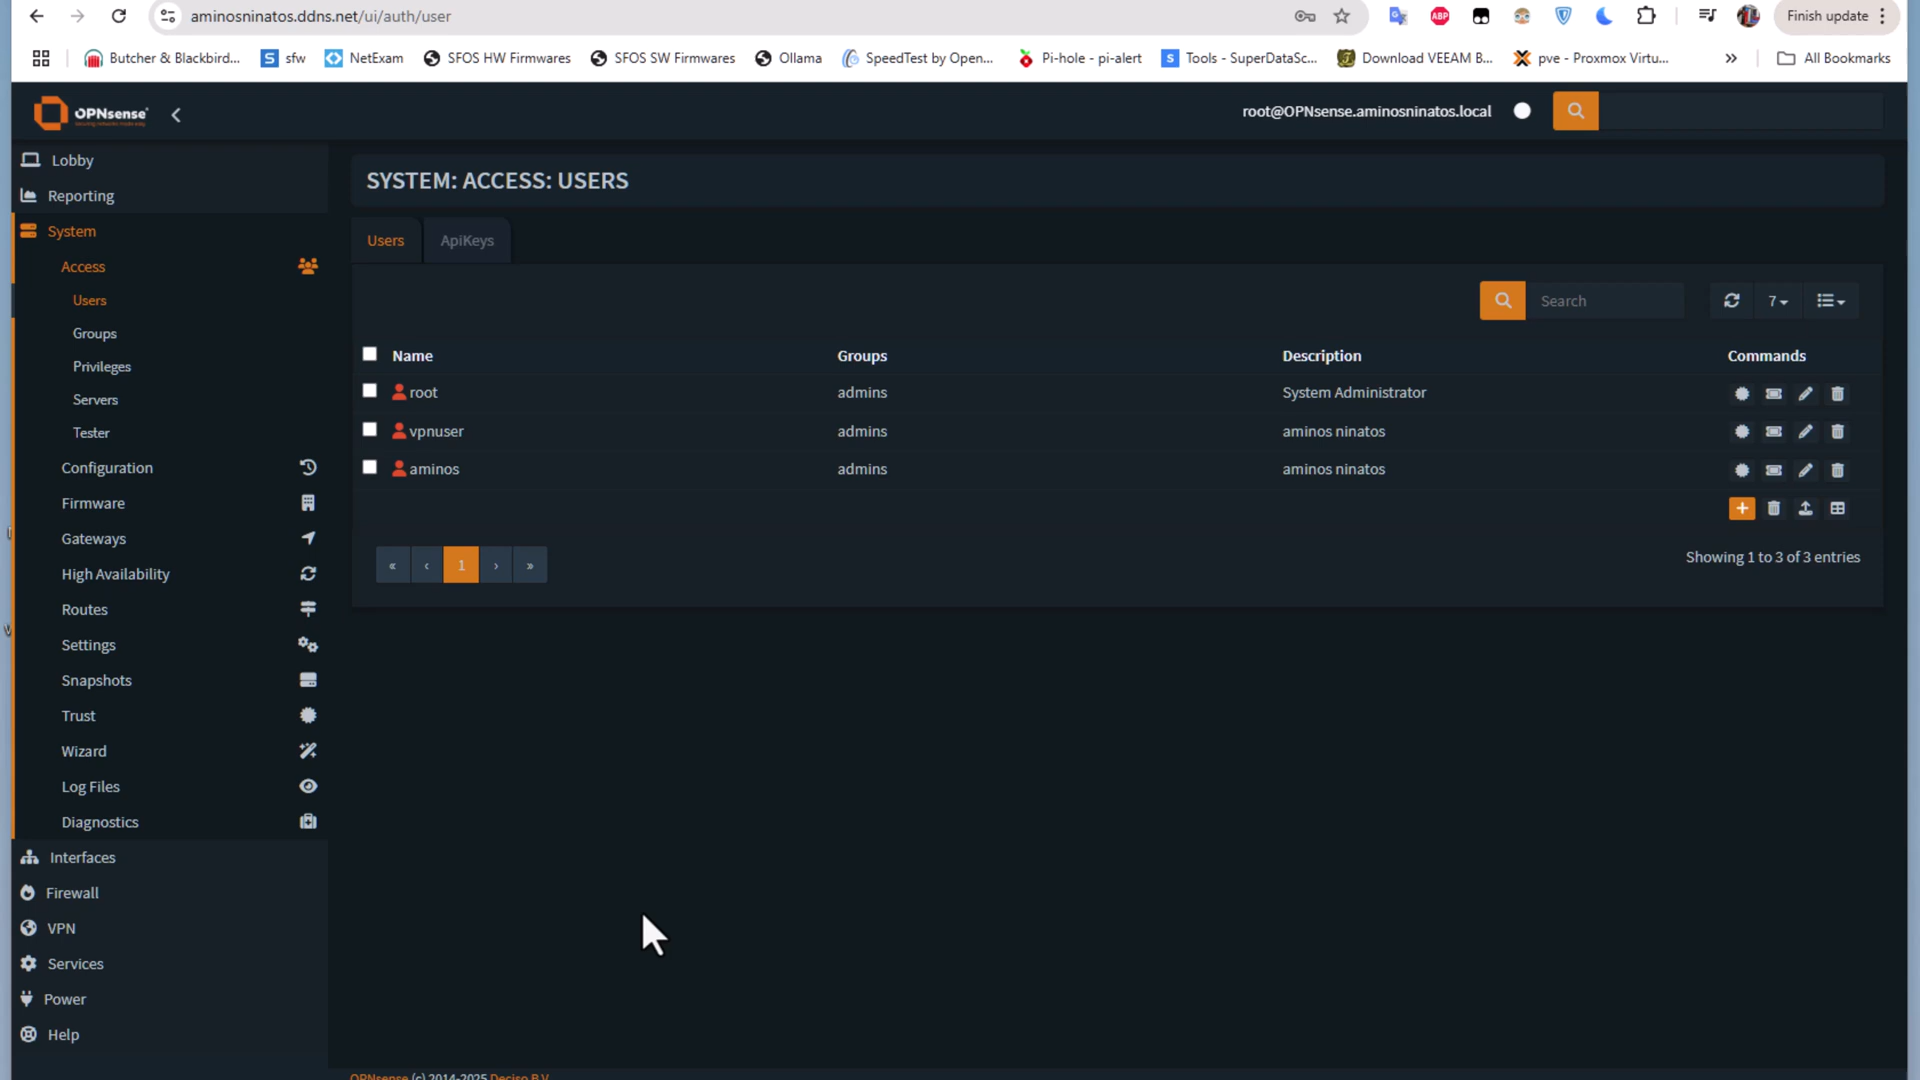 aminosninatos.ddns.net/ui/auth/user
ABP
Finish update
Butcher & Blackbird...
S
sfw
NetExam
SFOS HW Firmwares
SFOS SW Firmwares
Ollama
SpeedTest by Open...
Pi-hole - pi-alert
S
Tools - SuperDataSc...
Download VEEAM B...
pve - Proxmox Virtu...
»
All Bookmarks
OPNsense
root@OPNsense.aminosninatos.local
Lobby
Reporting
System
Access
Users
Groups
Privileges
Servers
Tester
Configuration
Firmware
Gateways
High Availability
Routes
Settings
Snapshots
Trust
Wizard
Log Files
Diagnostics
Interfaces
Firewall
VPN
Services
Power
Help
SYSTEM: ACCESS: USERS
Users
ApiKeys
Search
7
Name Groups Description Commands
root admins System Administrator
vpnuser admins aminos ninatos
aminos admins aminos ninatos
« ‹ 1 › »
Showing 1 to 3 of 3 entries
OPNsense (c) 2014-2025 Deciso B.V.